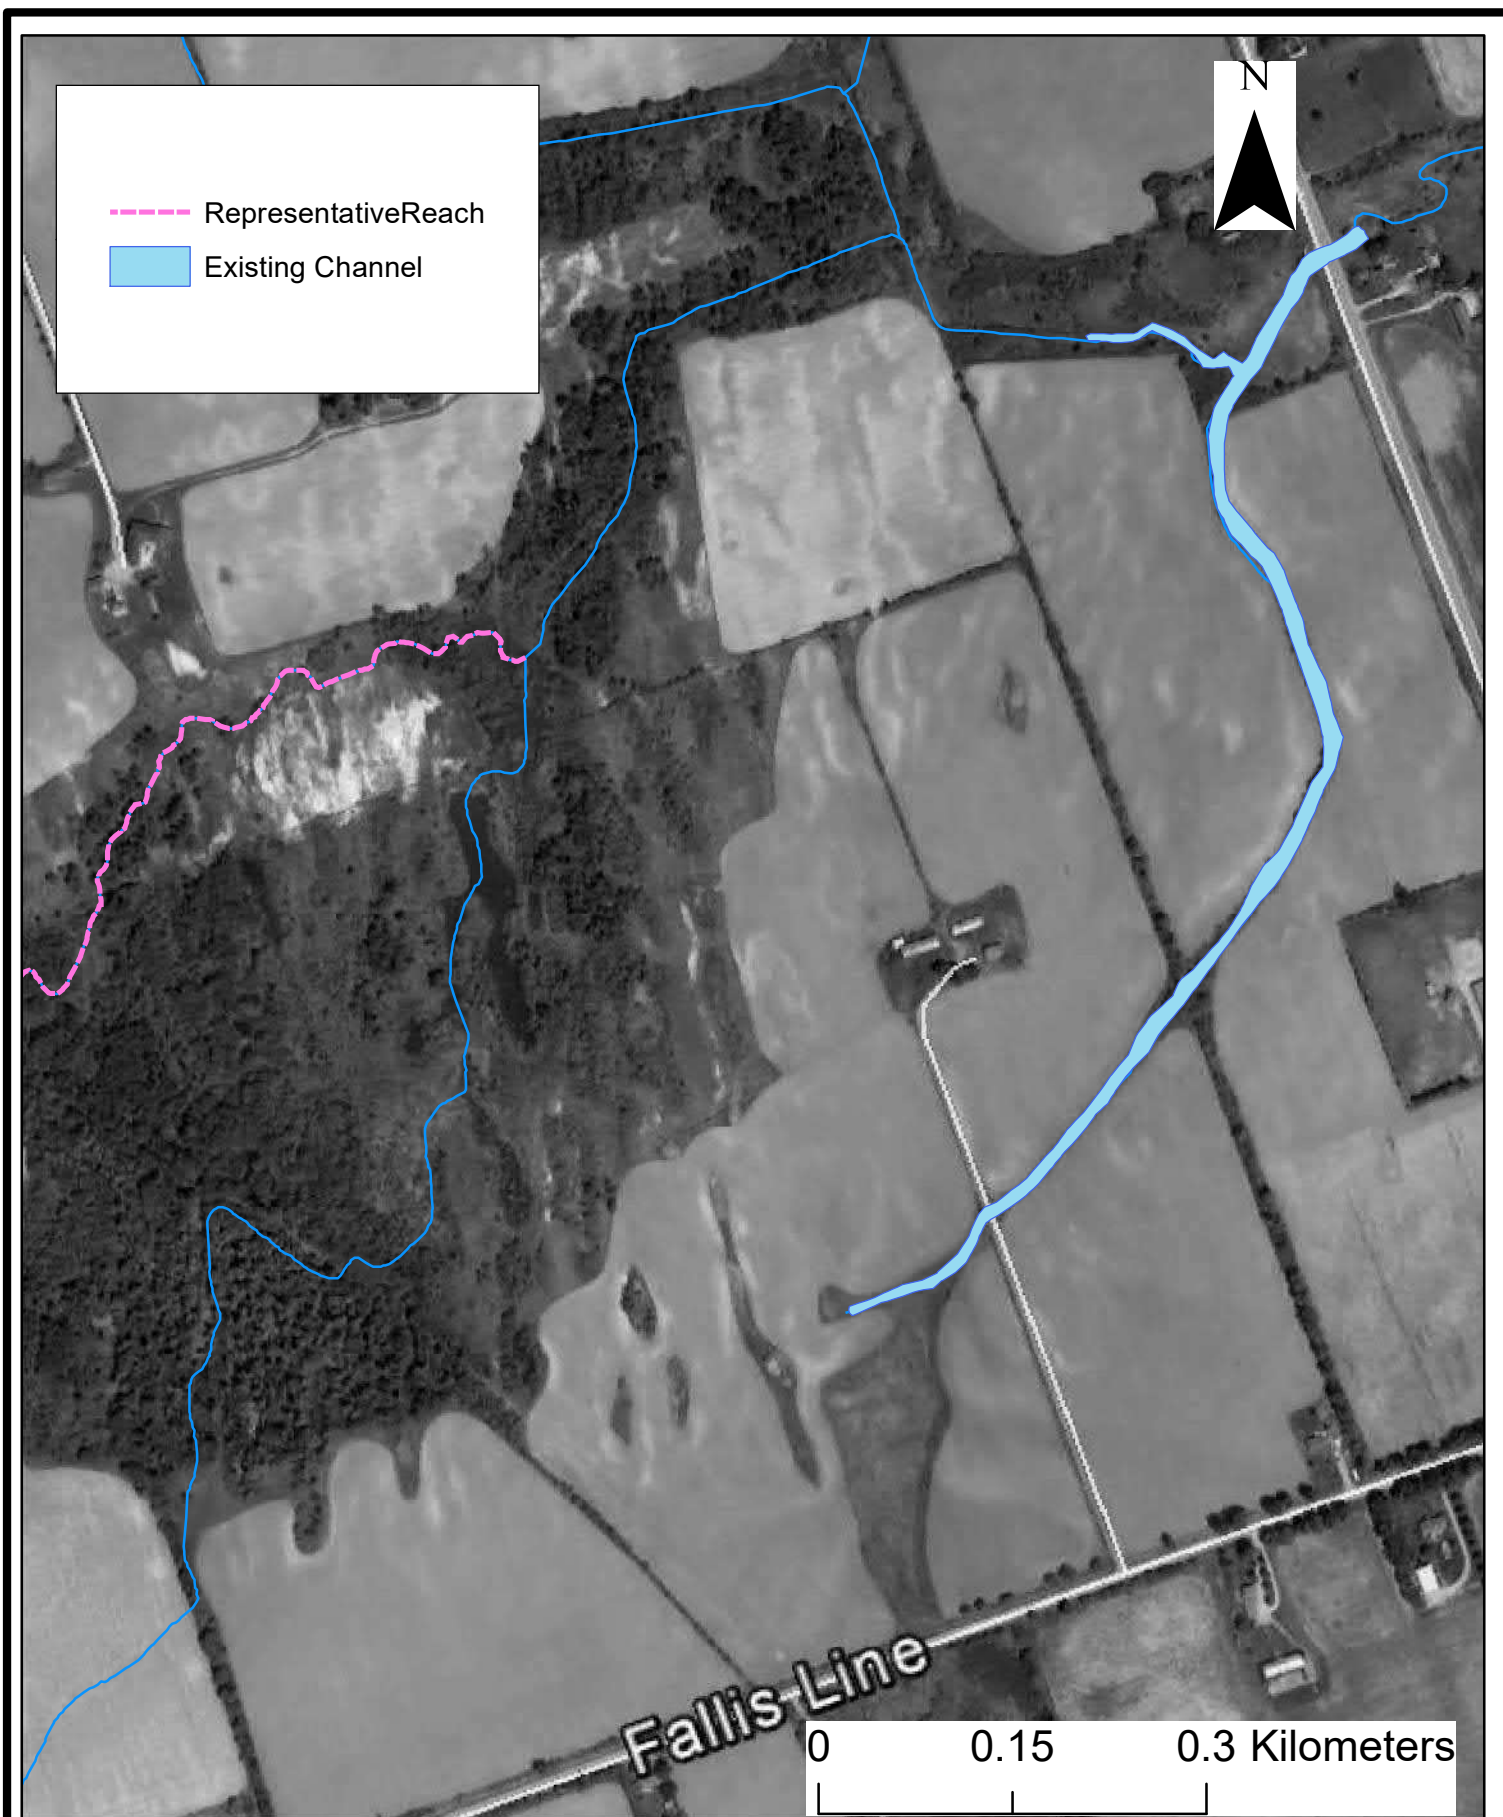 N
RepresentativeReach
Existing Channel
Fallis Line
0 0.15 0.3 Kilometers